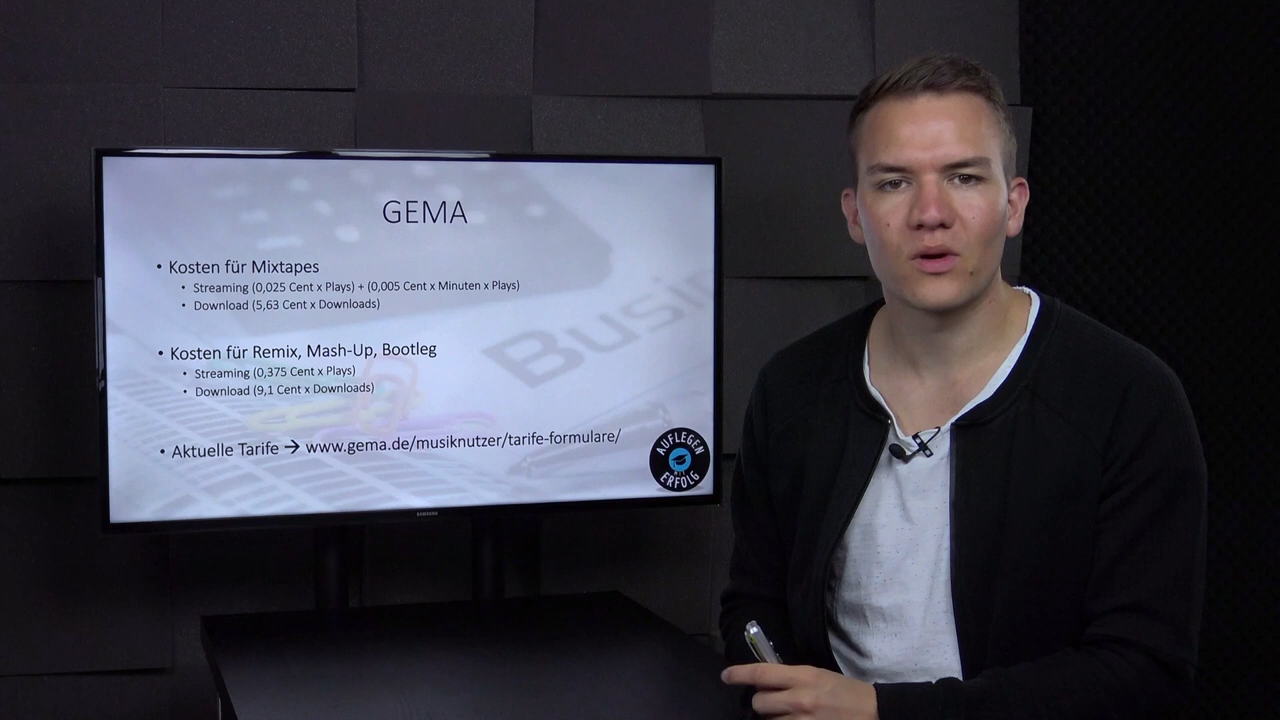 GEMA
• Kosten für Mixtapes
• Streaming (0,025 Cent x Plays) + (0,005 Cent x Minuten x Plays)
• Download (5,63 Cent x Downloads)
• Kosten für Remix, Mash-Up, Bootleg
• Streaming (0,375 Cent x Plays)
• Download (9,1 Cent x Downloads)
• Aktuelle Tarife → www.gema.de/musiknutzer/tarife-formulare/
Busin
AUFLEGEN
MIT
ERFOLG
SAMSUNG